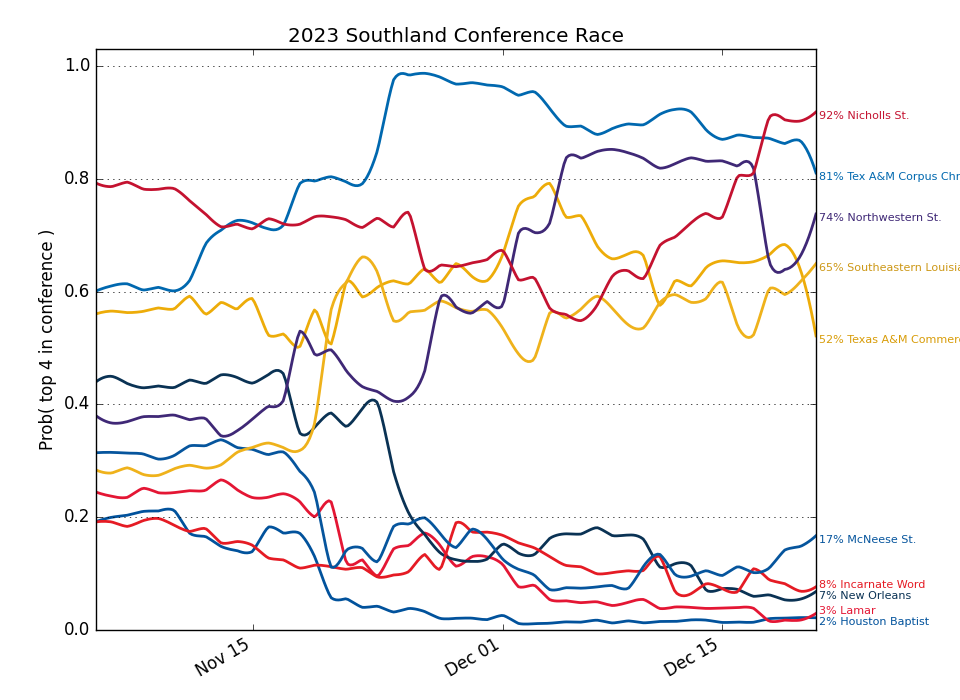 2023 Southland Conference Race
Prob( top 4 in conference )
1.0
0.8
0.6
0.4
0.2
0.0
Nov 15
Dec 01
Dec 15
92% Nicholls St.
81% Tex A&M Corpus Chr
74% Northwestern St.
65% Southeastern Louisia
52% Texas A&M Commerc
17% McNeese St.
8% Incarnate Word
7% New Orleans
3% Lamar
2% Houston Baptist